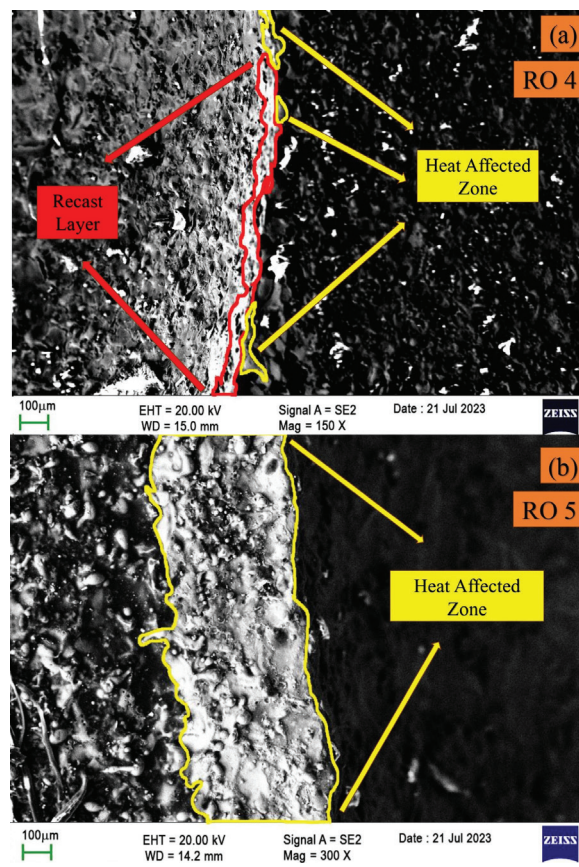 (a)
RO 4
Recast
Layer
Heat Affected
Zone
100μm
EHT = 20.00 kV
WD = 15.0 mm
Signal A = SE2
Mag = 150 X
Date : 21 Jul 2023
ZEISS
(b)
RO 5
Heat Affected
Zone
100μm
EHT = 20.00 kV
WD = 14.2 mm
Signal A = SE2
Mag = 300 X
Date : 21 Jul 2023
ZEISS